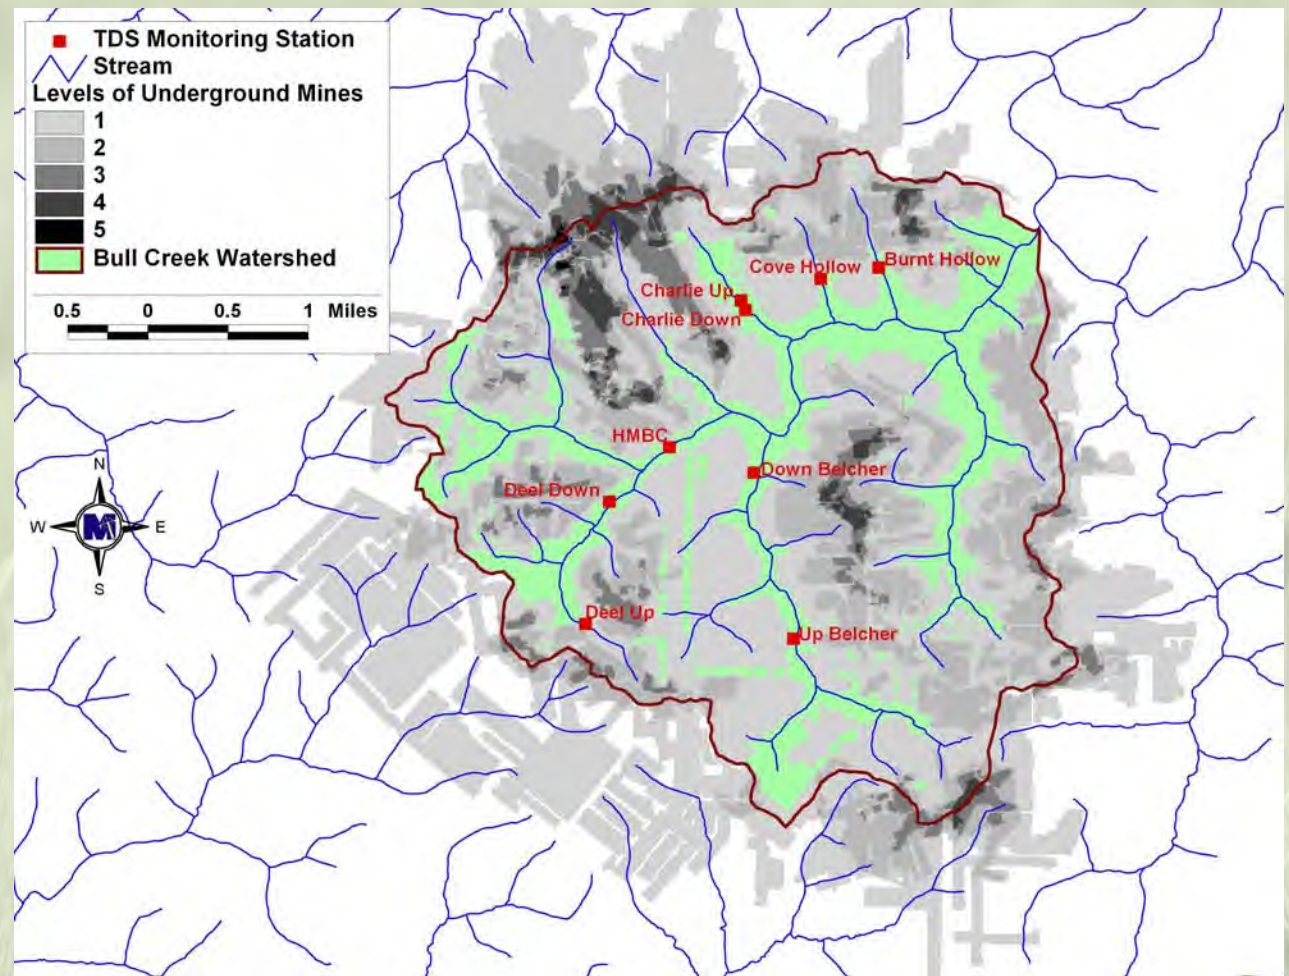 TDS Monitoring Station
Stream
Levels of Underground Mines
1
2
3
4
5
Bull Creek Watershed
0.5 0 0.5 1 Miles
Cove Hollow
Burnt Hollow
Charlie Up
Charlie Down
HMBC
Down Belcher
Deel Down
Deel Up
Up Belcher
N
W M E
S